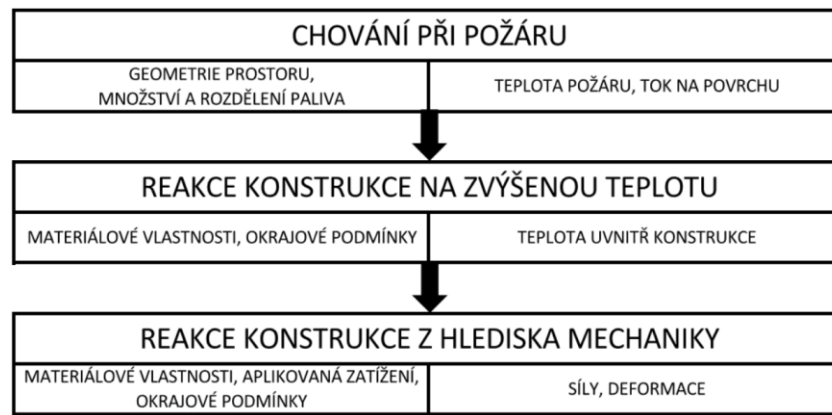 CHOVÁNÍ PŘI POŽÁRU
GEOMETRIE PROSTORU,
MNOŽSTVÍ A ROZDĚLENÍ PALIVA
TEPLOTA POŽÁRU, TOK NA POVRCHU
REAKCE KONSTRUKCE NA ZVÝŠENOU TEPLOTU
MATERIÁLOVÉ VLASTNOSTI, OKRAJOVÉ PODMÍNKY
TEPLOTA UVNITŘ KONSTRUKCE
REAKCE KONSTRUKCE Z HLEDISKA MECHANIKY
MATERIÁLOVÉ VLASTNOSTI, APLIKOVANÁ ZATÍŽENÍ,
OKRAJOVÉ PODMÍNKY
SÍLY, DEFORMACE